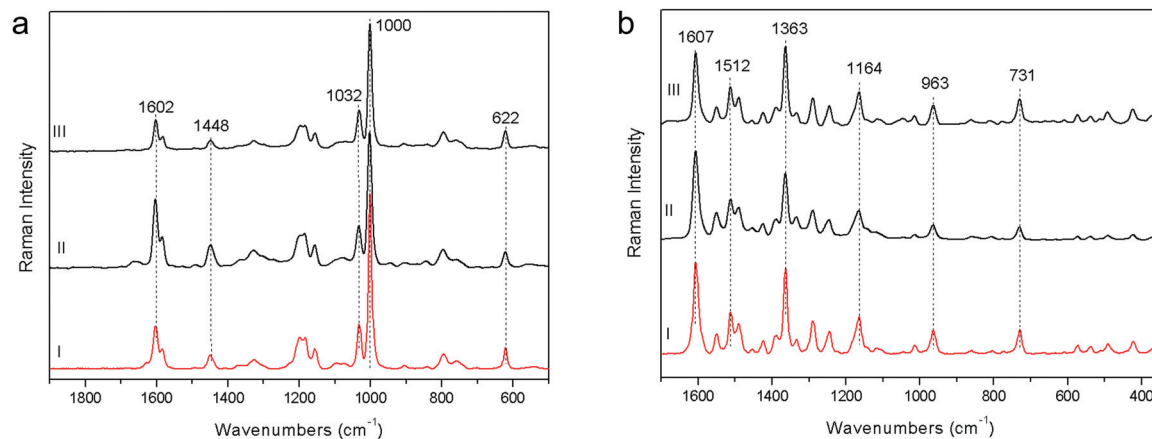 a
1000
1602
1448
1032
622
III
II
I
Raman Intensity
1800 1600 1400 1200 1000 800 600
Wavenumbers (cm⁻¹)
b
1607
1512
1363
1164
963
731
III
II
I
Raman Intensity
1600 1400 1200 1000 800 600 400
Wavenumbers (cm⁻¹)